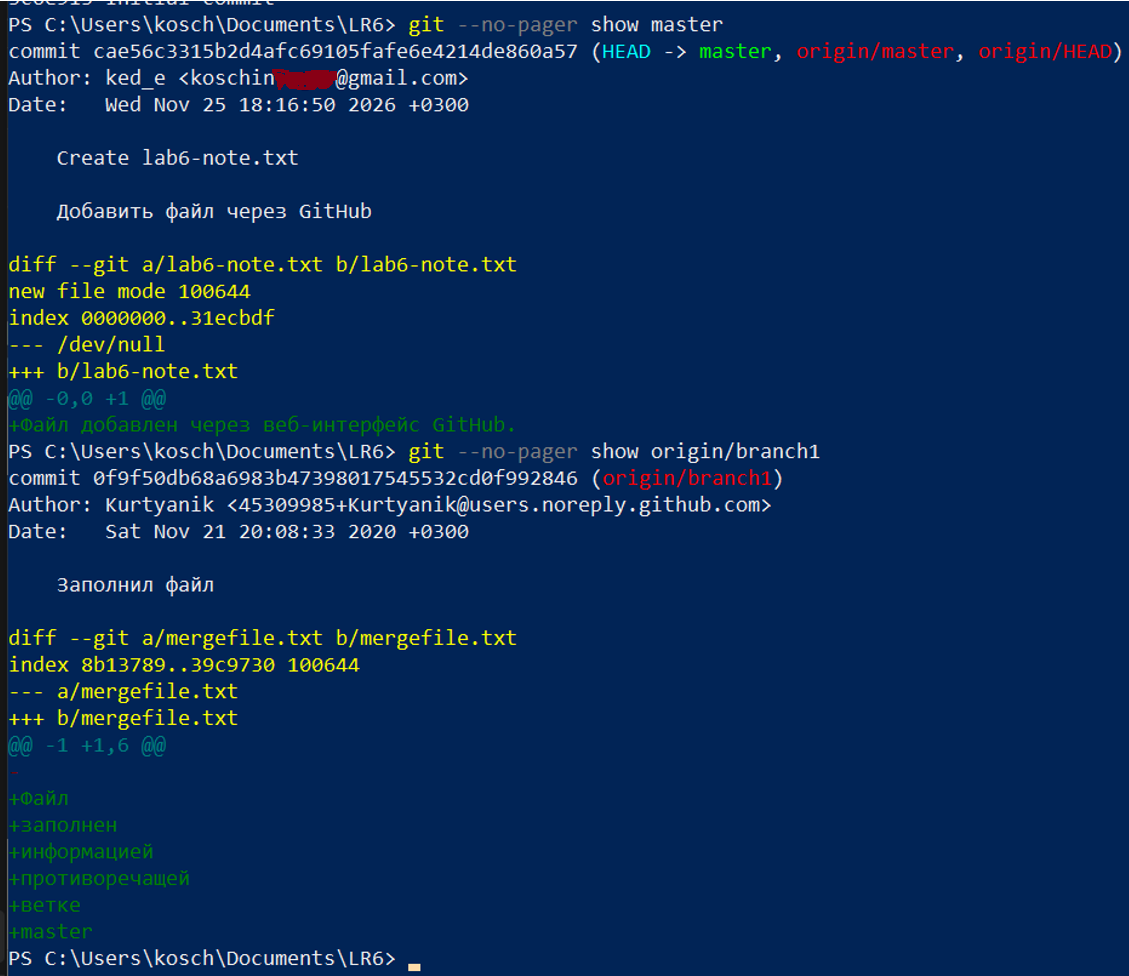 PS C:\Users\kosch\Documents\LR6> git --no-pager show master
commit cae56c3315b2d4afc69105fafe6e4214de860a57 (HEAD -> master, origin/master, origin/HEAD)
Author: ked_e <koschin@gmail.com>
Date:   Wed Nov 25 18:16:50 2026 +0300
    Create lab6-note.txt
    Добавить файл через GitHub
diff --git a/lab6-note.txt b/lab6-note.txt
new file mode 100644
index 0000000..31ecbdf
--- /dev/null
+++ b/lab6-note.txt
@@ -0,0 +1 @@
+Файл добавлен через веб-интерфейс GitHub.
PS C:\Users\kosch\Documents\LR6> git --no-pager show origin/branch1
commit 0f9f50db68a6983b47398017545532cd0f992846 (origin/branch1)
Author: Kurtyanik <45309985+Kurtyanik@users.noreply.github.com>
Date:   Sat Nov 21 20:08:33 2020 +0300
    Заполнил файл
diff --git a/mergefile.txt b/mergefile.txt
index 8b13789..39c9730 100644
--- a/mergefile.txt
+++ b/mergefile.txt
@@ -1 +1,6 @@
-
+Файл
+заполнен
+информацией
+противоречащей
+ветке
+master
PS C:\Users\kosch\Documents\LR6>